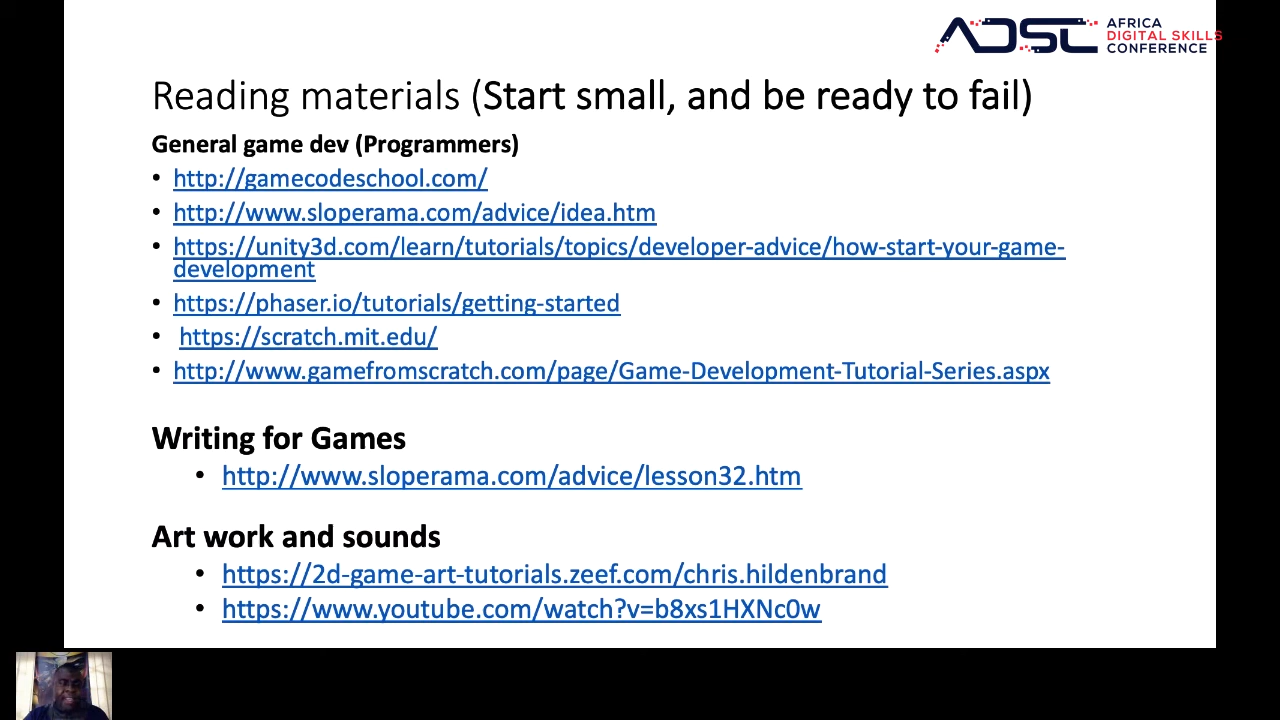 AFRICA
DIGITAL SKILLS
CONFERENCE
Reading materials (Start small, and be ready to fail)
General game dev (Programmers)
• http://gamecodeschool.com/
• http://www.sloperama.com/advice/idea.htm
• https://unity3d.com/learn/tutorials/topics/developer-advice/how-start-your-game-
development
• https://phaser.io/tutorials/getting-started
• https://scratch.mit.edu/
• http://www.gamefromscratch.com/page/Game-Development-Tutorial-Series.aspx
Writing for Games
• http://www.sloperama.com/advice/lesson32.htm
Art work and sounds
• https://2d-game-art-tutorials.zeef.com/chris.hildenbrand
• https://www.youtube.com/watch?v=b8xs1HXNc0w